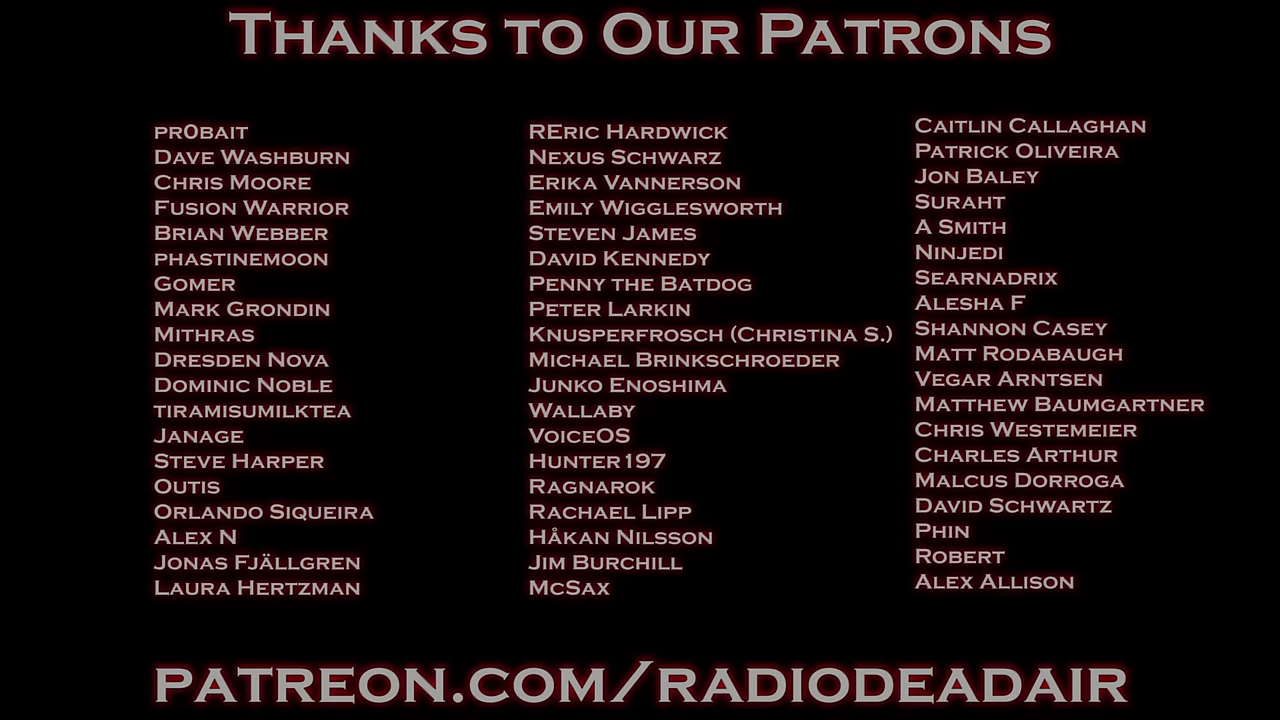 Thanks to Our Patrons
pr0bait
Dave Washburn
Chris Moore
Fusion Warrior
Brian Webber
phastinemoon
Gomer
Mark Grondin
Mithras
Dresden Nova
Dominic Noble
tiramisumilktea
Janage
Steve Harper
Outis
Orlando Siqueira
Alex N
Jonas Fjällgren
Laura Hertzman
REric Hardwick
Nexus Schwarz
Erika Vannerson
Emily Wigglesworth
Steven James
David Kennedy
Penny the Batdog
Peter Larkin
Knusperfrosch (Christina S.)
Michael Brinkschroeder
Junko Enoshima
Wallaby
VoiceOS
Hunter197
Ragnarok
Rachael Lipp
Håkan Nilsson
Jim Burchill
McSax
Caitlin Callaghan
Patrick Oliveira
Jon Baley
Suraht
A Smith
Ninjedi
Searnadrix
Alesha F
Shannon Casey
Matt Rodabaugh
Vegar Arntsen
Matthew Baumgartner
Chris Westemeier
Charles Arthur
Malcus Dorroga
David Schwartz
Phin
Robert
Alex Allison
patreon.com/radiodeadair